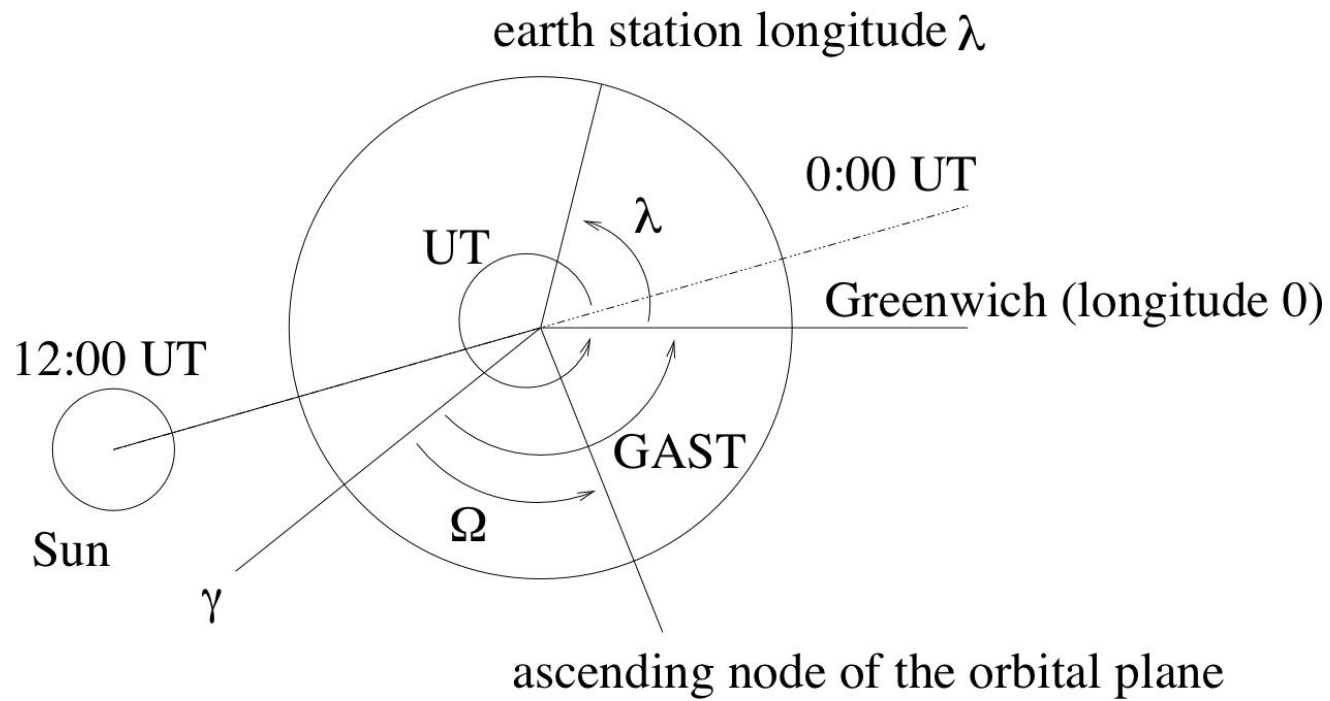 earth station longitude λ
0:00 UT
λ
UT
Greenwich (longitude 0)
12:00 UT
GAST
Ω
Sun
γ
ascending node of the orbital plane